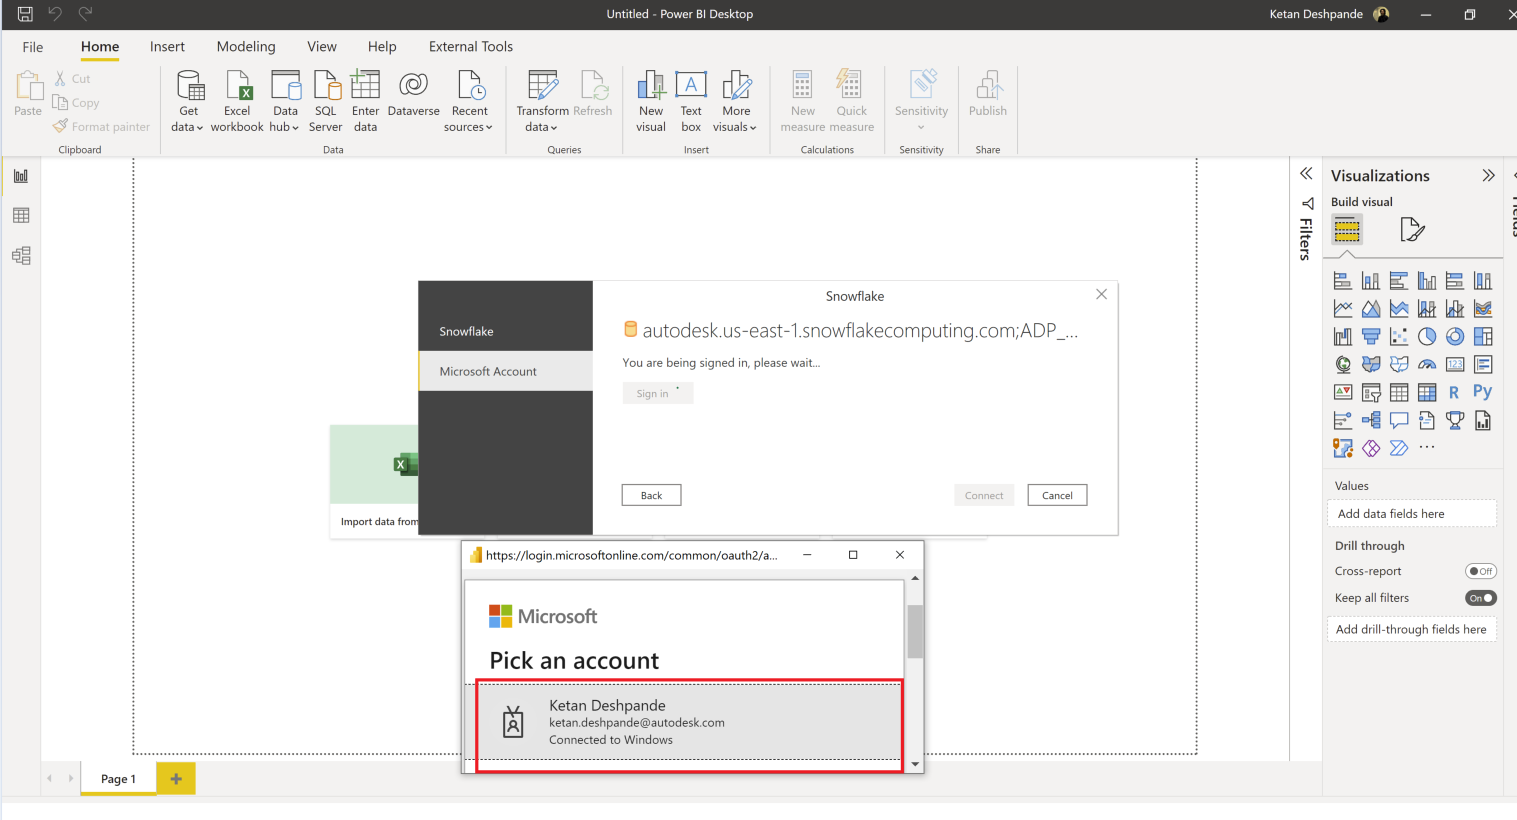 Untitled - Power BI Desktop
Ketan Deshpande
File Home Insert Modeling View Help External Tools
Paste
Cut
Copy
Format painter
Clipboard
Get data
Excel workbook
Data hub
SQL Server
Enter data
Dataverse
Recent sources
Data
Transform data
Refresh
Queries
New visual
Text box
More visuals
Insert
New measure
Quick measure
Calculations
Sensitivity
Sensitivity
Publish
Share
Filters
Visualizations
Build visual
123
R
Py
Values
Add data fields here
Drill through
Cross-report
Off
Keep all filters
On
Add drill-through fields here
Snowflake
Snowflake
Microsoft Account
autodesk.us-east-1.snowflakecomputing.com;ADP_...
You are being signed in, please wait...
Sign in
Back
Connect
Cancel
Import data from
https://login.microsoftonline.com/common/oauth2/a...
Microsoft
Pick an account
Ketan Deshpande
ketan.deshpande@autodesk.com
Connected to Windows
Page 1